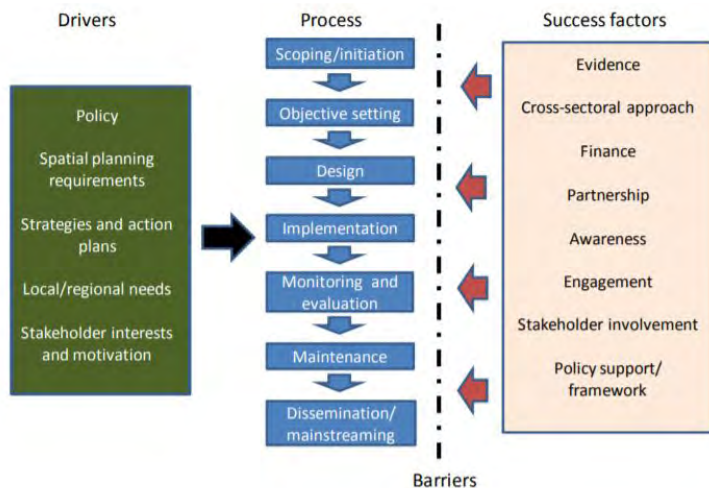 Drivers
Process
Success factors
Policy
Spatial planning
requirements
Strategies and action
plans
Local/regional needs
Stakeholder interests
and motivation
Scoping/initiation
Objective setting
Design
Implementation
Monitoring and
evaluation
Maintenance
Dissemination/
mainstreaming
Evidence
Cross-sectoral approach
Finance
Partnership
Awareness
Engagement
Stakeholder involvement
Policy support/
framework
Barriers